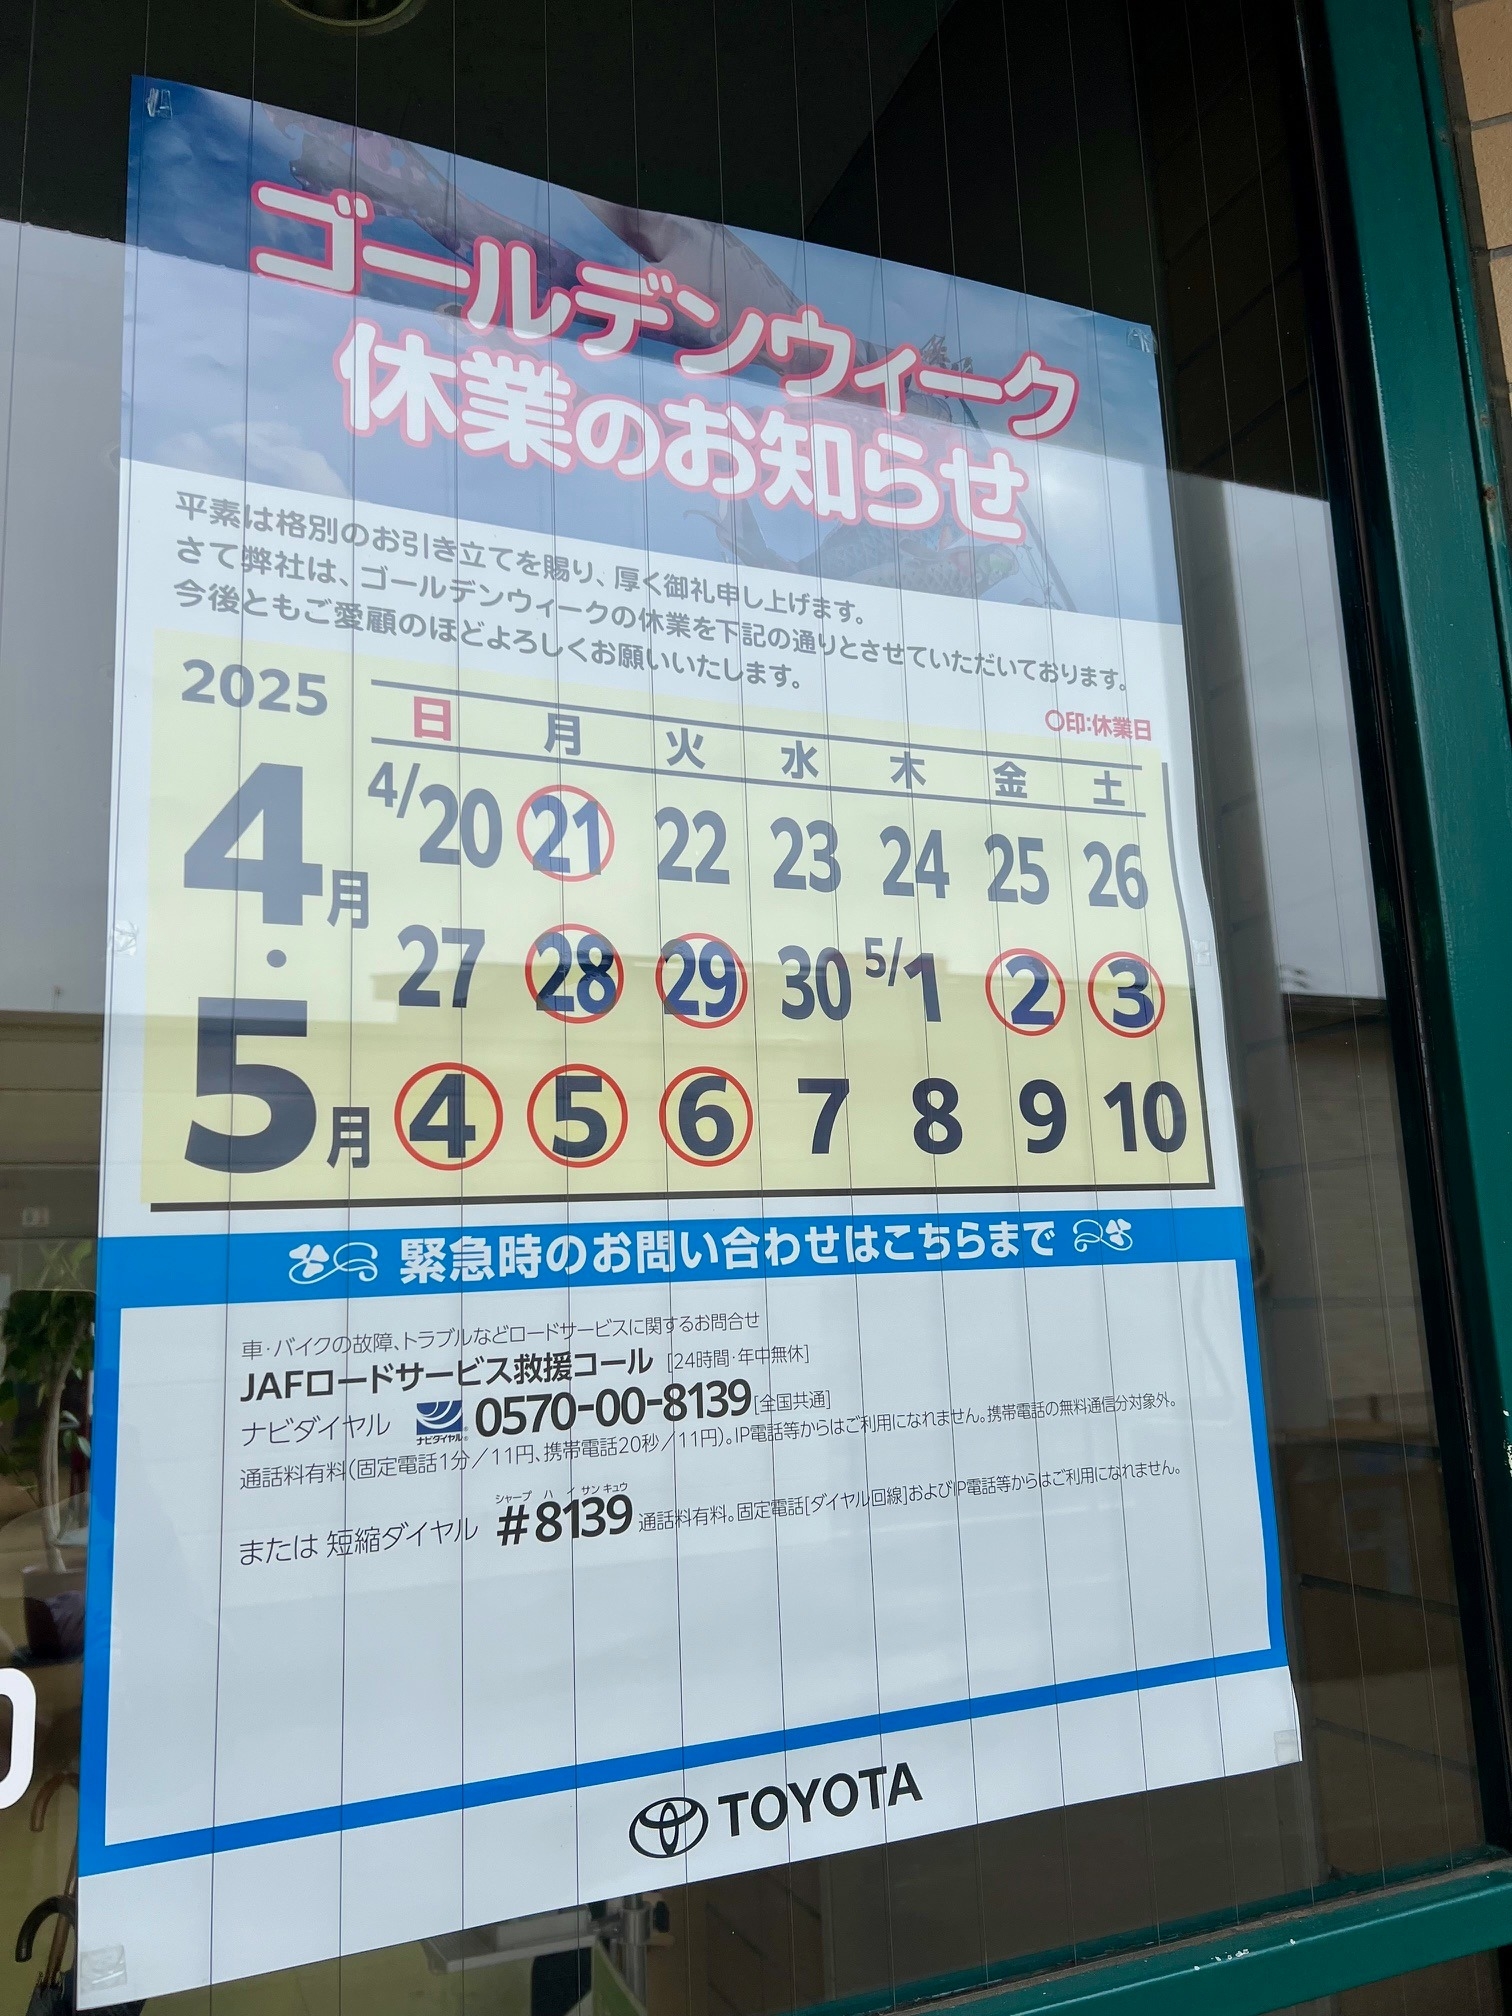 ゴールデンウィーク
休業のお知らせ
平素は格別のお引き立てを賜り、厚く御礼申し上げます。
さて弊社は、ゴールデンウィークの休業を下記の通りとさせていただいております。
今後ともご愛顧のほどよろしくお願いいたします。
〇印:休業日
2025
4月・5月
日 月 火 水 木 金 土
4/20 21 22 23 24 25 26
27 28 29 30 5/1 2 3
4 5 6 7 8 9 10
緊急時のお問い合わせはこちらまで
車・バイクの故障、トラブルなどロードサービスに関するお問合せ
JAFロードサービス救援コール [24時間・年中無休]
ナビダイヤル ナビダイヤル® 0570-00-8139[全国共通]
通話料有料(固定電話1分/11円、携帯電話20秒/11円)。IP電話等からはご利用になれません。携帯電話の無料通信分対象外。
シャープ ハイ サンキュウ
または 短縮ダイヤル #8139 通話料有料。固定電話[ダイヤル回線]およびIP電話等からはご利用になれません。
TOYOTA